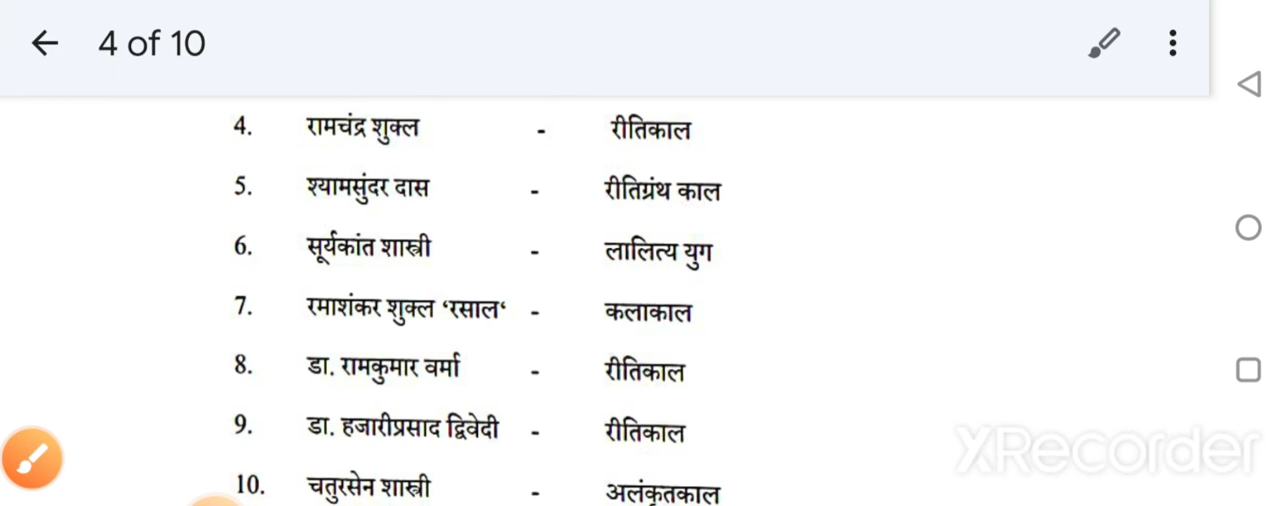 4 of 10
4. रामचंद्र शुक्ल - रीतिकाल
5. श्यामसुंदर दास - रीतिग्रंथ काल
6. सूर्यकांत शास्त्री - लालित्य युग
7. रमाशंकर शुक्ल ‘रसाल‘ - कलाकाल
8. डा. रामकुमार वर्मा - रीतिकाल
9. डा. हजारीप्रसाद द्विवेदी - रीतिकाल
XRecorder
10. चतुरसेन शास्त्री - अलंकृतकाल